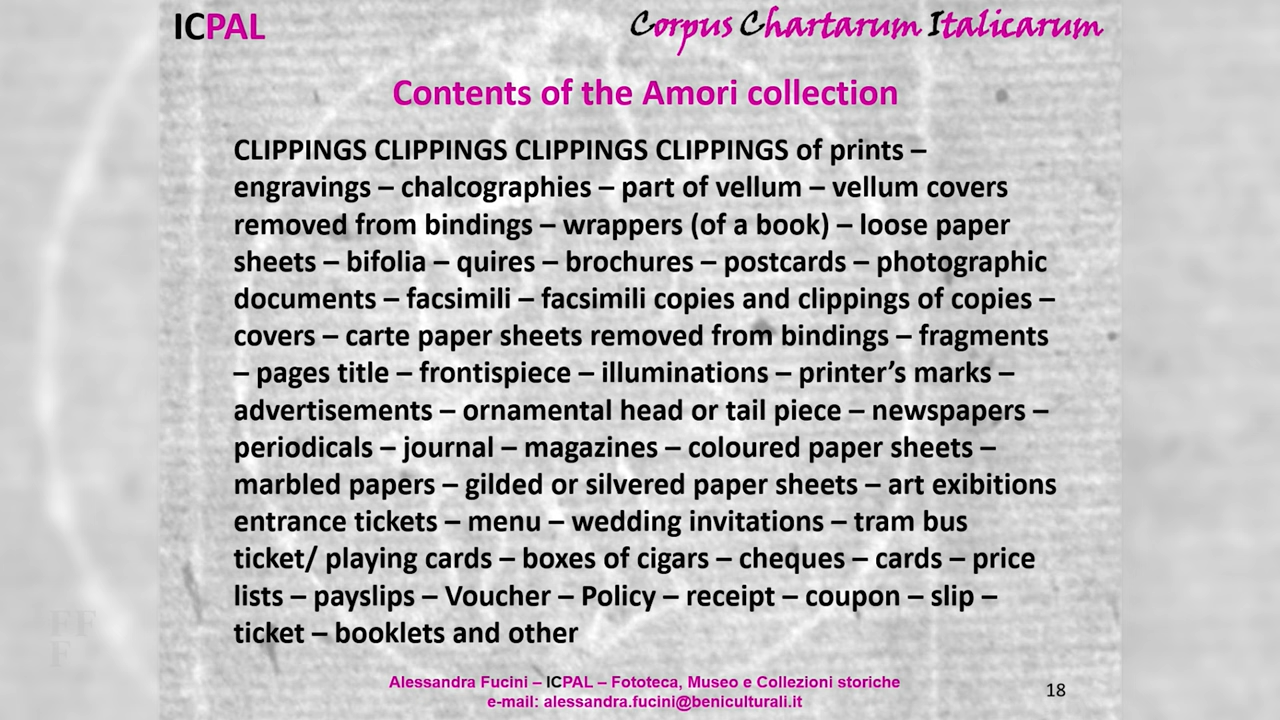 ICPAL
Corpus Chartarum Italicarum
Contents of the Amori collection
CLIPPINGS CLIPPINGS CLIPPINGS CLIPPINGS of prints –
engravings – chalcographies – part of vellum – vellum covers
removed from bindings – wrappers (of a book) – loose paper
sheets – bifolia – quires – brochures – postcards – photographic
documents – facsimili – facsimili copies and clippings of copies –
covers – carte paper sheets removed from bindings – fragments
– pages title – frontispiece – illuminations – printer’s marks –
advertisements – ornamental head or tail piece – newspapers –
periodicals – journal – magazines – coloured paper sheets –
marbled papers – gilded or silvered paper sheets – art exibitions
entrance tickets – menu – wedding invitations – tram bus
ticket/ playing cards – boxes of cigars – cheques – cards – price
lists – payslips – Voucher – Policy – receipt – coupon – slip –
ticket – booklets and other
FF
F
Alessandra Fucini – ICPAL – Fototeca, Museo e Collezioni storiche
e-mail: alessandra.fucini@beniculturali.it
18